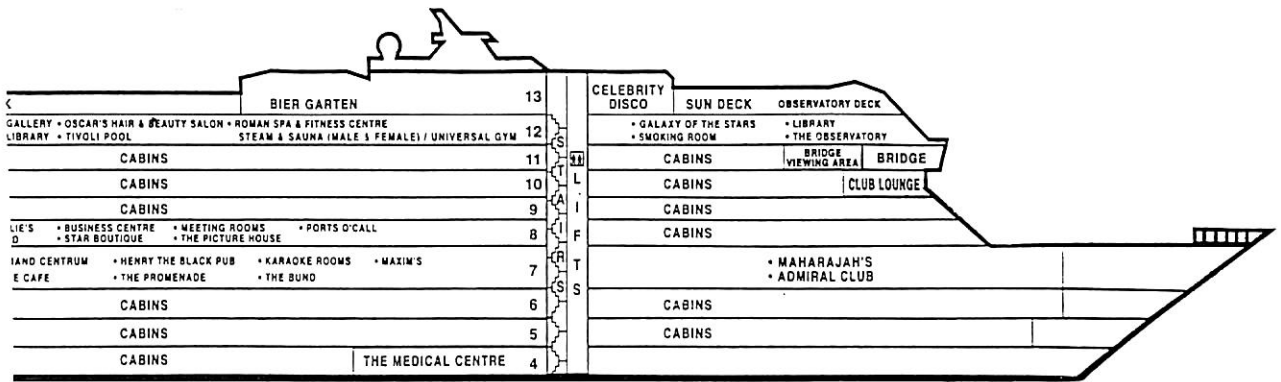 BIER GARTEN 13 CELEBRITY DISCO SUN DECK OBSERVATORY DECK
GALLERY • OSCAR'S HAIR & BEAUTY SALON • ROMAN SPA & FITNESS CENTRE • GALAXY OF THE STARS • LIBRARY
LIBRARY • TIVOLI POOL STEAM & SAUNA (MALE & FEMALE) / UNIVERSAL GYM 12 • SMOKING ROOM • THE OBSERVATORY
CABINS 11 CABINS BRIDGE VIEWING AREA BRIDGE
CABINS 10 CABINS CLUB LOUNGE
CABINS 9 CABINS
LIE'S • BUSINESS CENTRE • MEETING ROOMS • PORTS O'CALL 8 CABINS
• STAR BOUTIQUE • THE PICTURE HOUSE
CENTRUM • HENRY THE BLACK PUB • KARAOKE ROOMS • MAXIM'S • MAHARAJAH'S
E CAFE • THE PROMENADE • THE BUND 7 • ADMIRAL CLUB
CABINS 6 CABINS
CABINS 5 CABINS
CABINS THE MEDICAL CENTRE 4
STAIRS
LIFTS